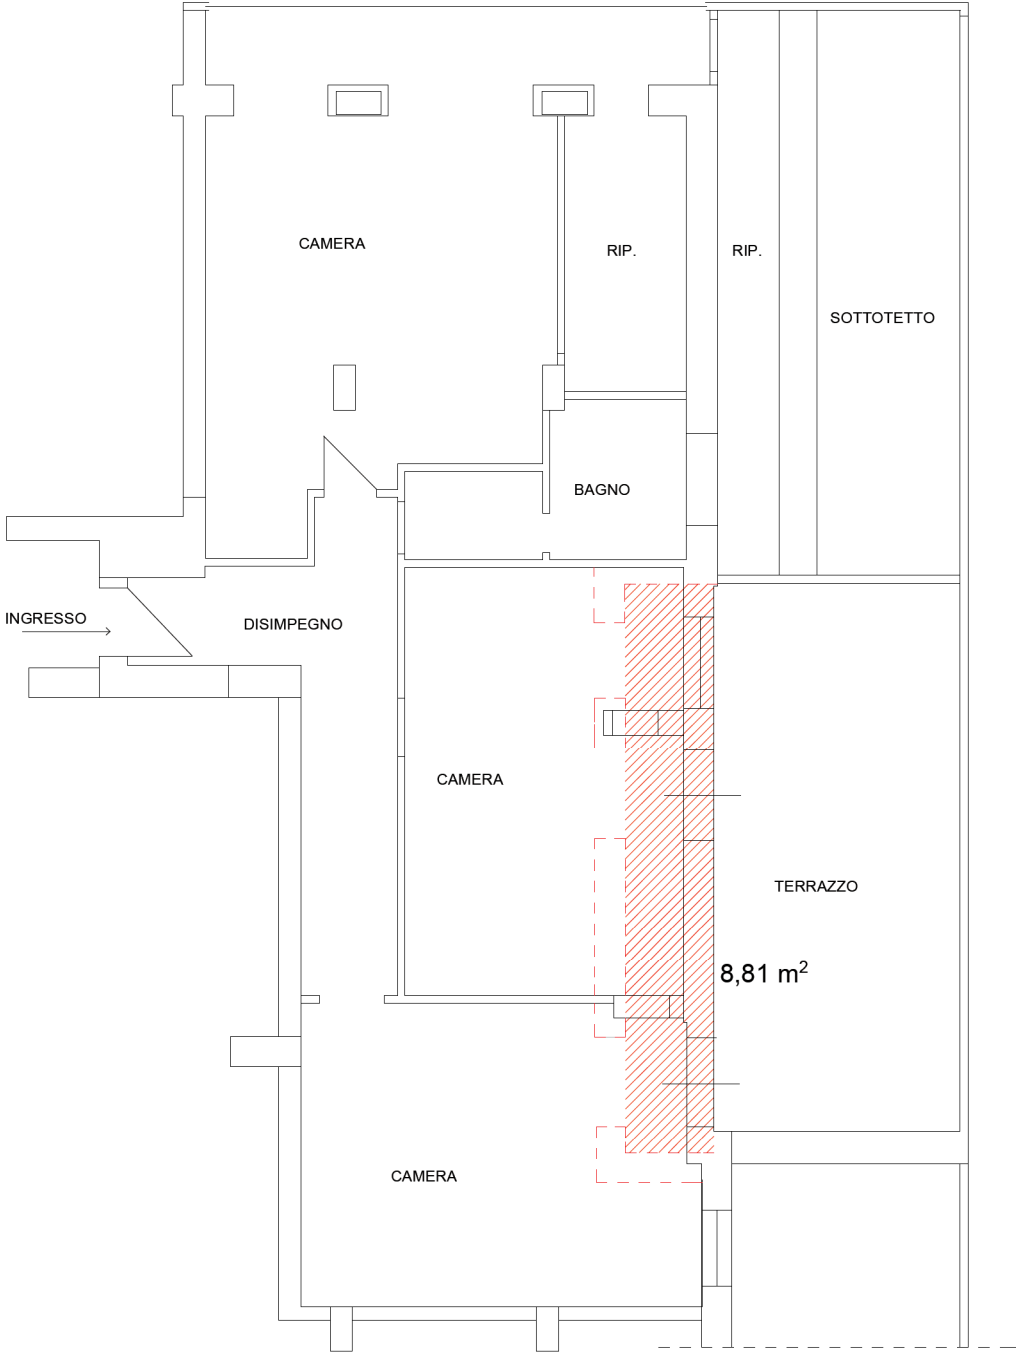 CAMERA
RIP.
RIP.
SOTTOTETTO
BAGNO
INGRESSO
DISIMPEGNO
CAMERA
TERRAZZO
8,81 m²
CAMERA